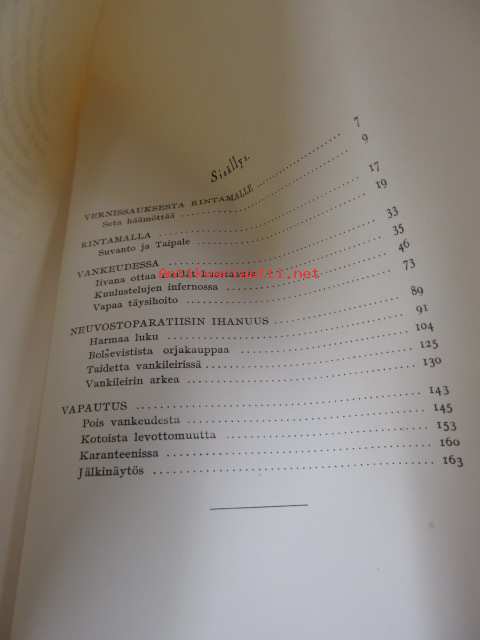 Sisällys.
VERNISSAUKSESTA RINTAMALLE 7
Sota häämöttää 9
RINTAMALLA 17
Suvanto ja Taipale 19
VANKEUDESSA 33
Iivana ottaa 35
Kuulustelujen infernossa 46
Vapaa täysihoito 73
NEUVOSTOPARATIISIN IHANUUS 89
Harmaa luku 91
Bolševistista orjakauppaa 104
Taidetta vankileirissä 125
Vankileirin arkea 130
VAPAUTUS 143
Pois vankeudesta 145
Kotoista levottomuutta 153
Karanteenissa 160
Jälkinäytös 163